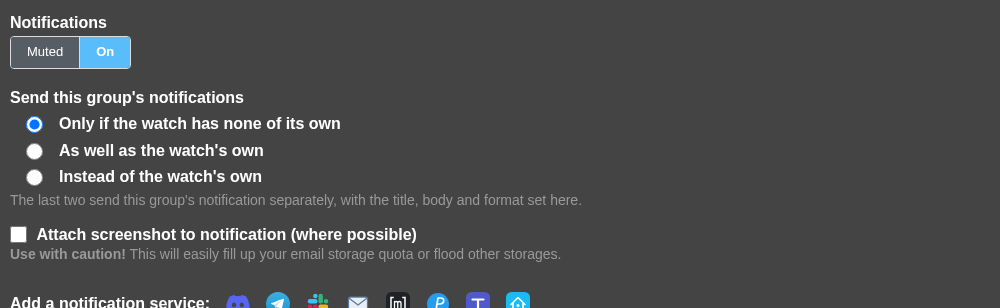 Notifications
Muted On
Send this group's notifications
Only if the watch has none of its own
As well as the watch's own
Instead of the watch's own
The last two send this group's notification separately, with the title, body and format set here.
Attach screenshot to notification (where possible)
Use with caution! This will easily fill up your email storage quota or flood other storages.
Add a notification service: